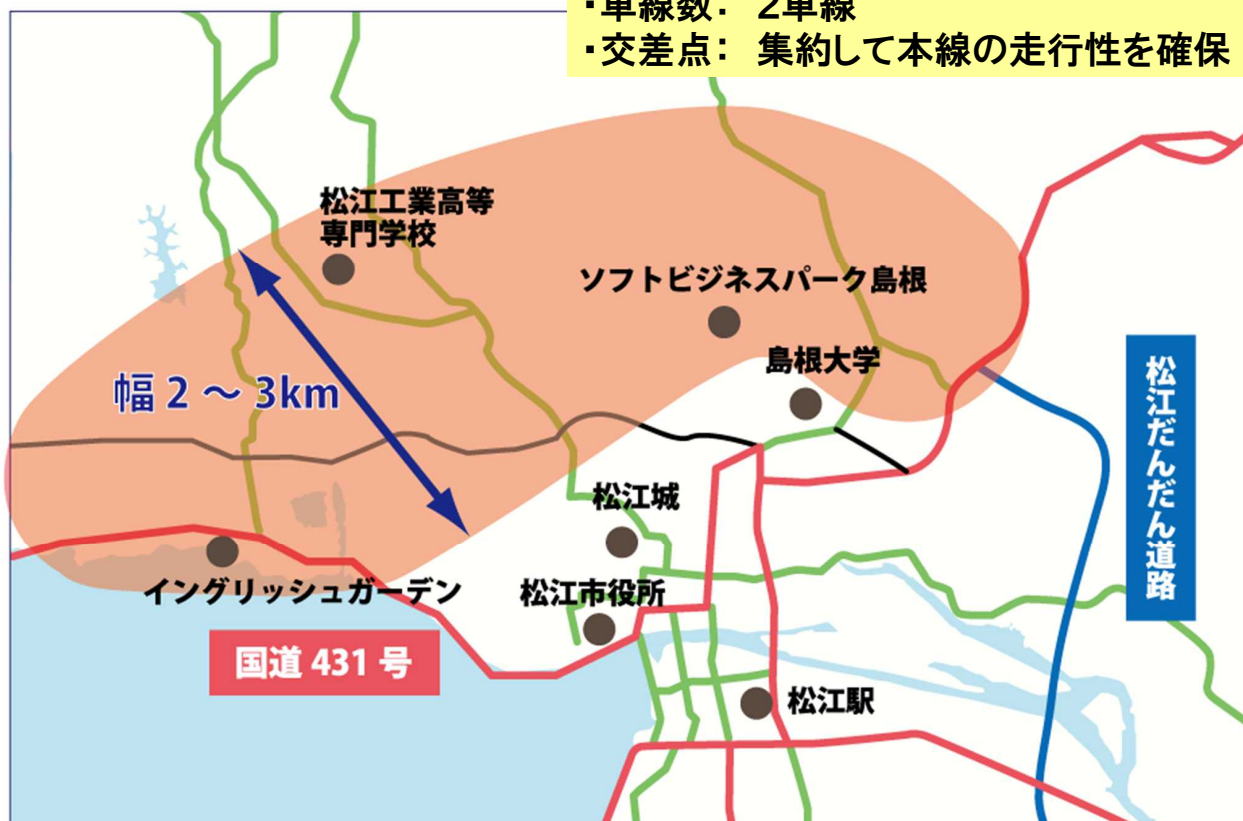 ・車線数： 2車線
・交差点： 集約して本線の走行性を確保
松江工業高等
専門学校
ソフトビジネスパーク島根
島根大学
幅 2 ～ 3km
松江だんだん道路
松江城
イングリッシュガーデン
松江市役所
国道 431 号
松江駅